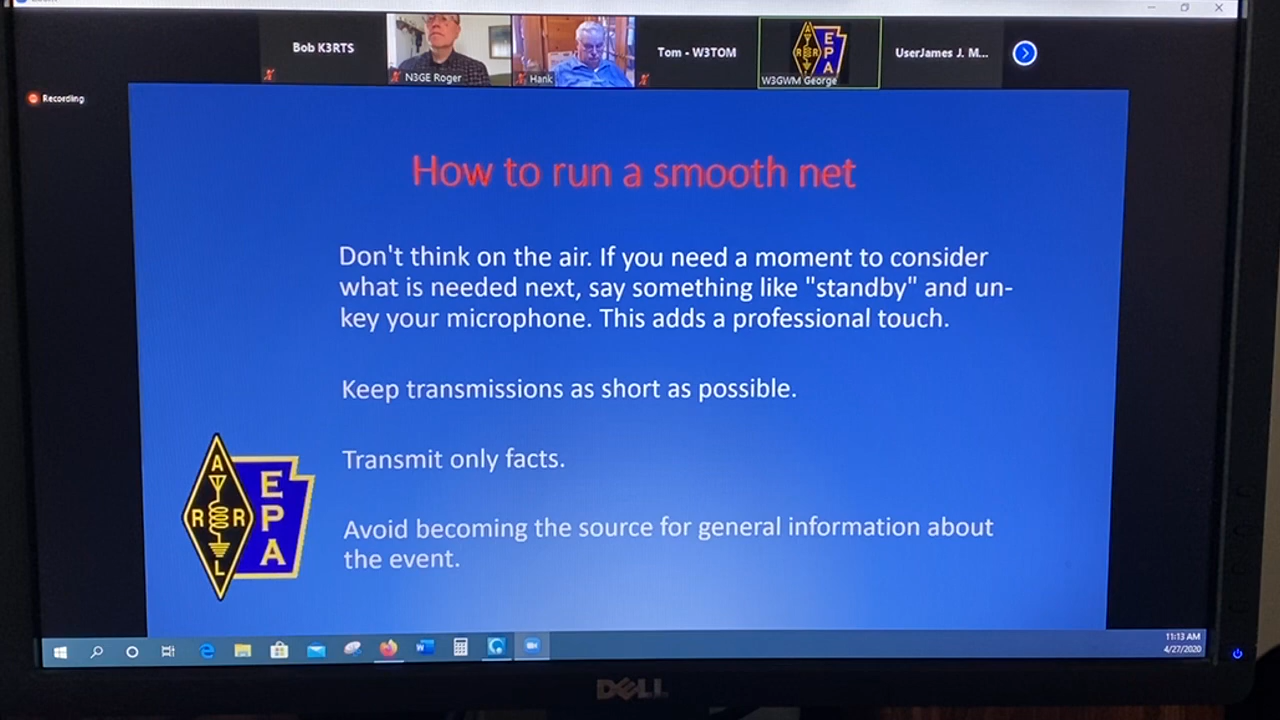 Bob K3RTS
N3GE Roger
Hank
Tom - W3TOM
W3GWM George
UserJames J. M...
Recording
How to run a smooth net
Don't think on the air. If you need a moment to consider
what is needed next, say something like "standby" and un-
key your microphone. This adds a professional touch.
Keep transmissions as short as possible.
Transmit only facts.
Avoid becoming the source for general information about
the event.
A
R R
L
E
P
A
11:13 AM
4/27/2020
DELL